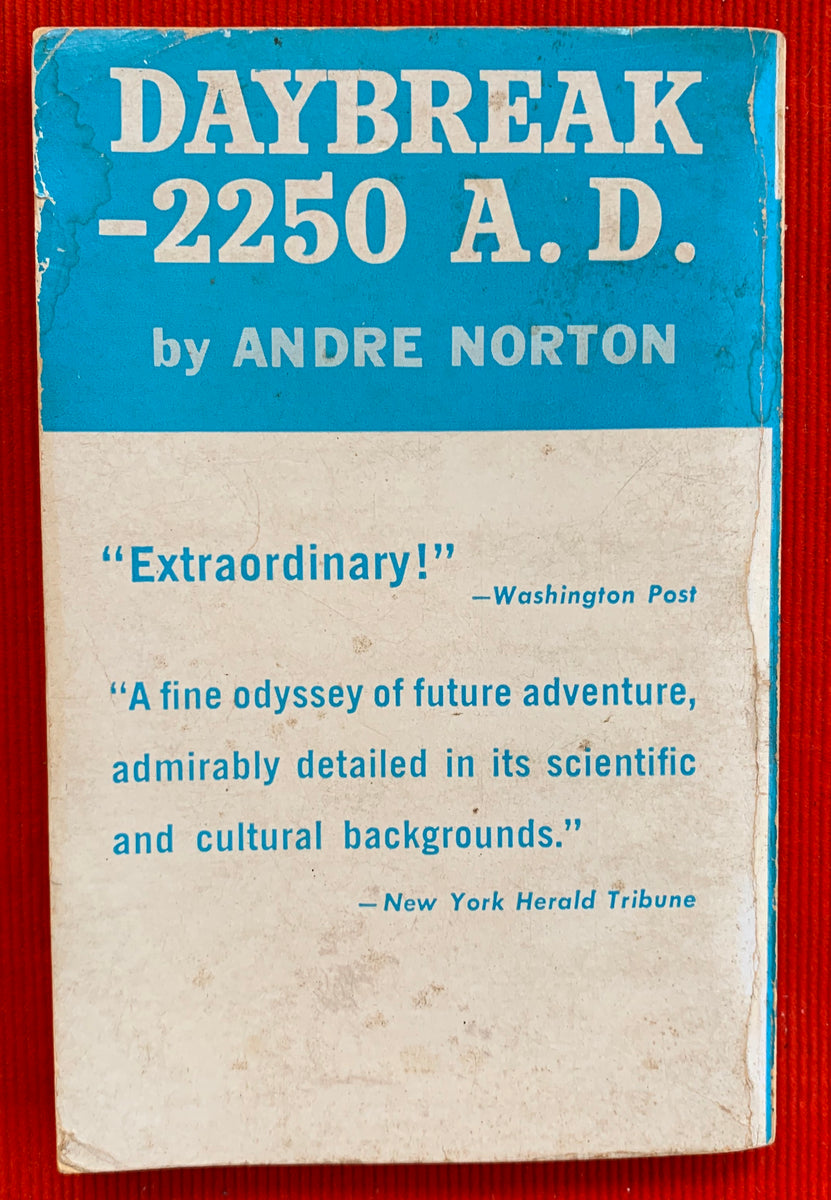 DAYBREAK
–2250 A. D.
by ANDRE NORTON
“Extraordinary!”
—Washington Post
“A fine odyssey of future adventure,
admirably detailed in its scientific
and cultural backgrounds.”
—New York Herald Tribune